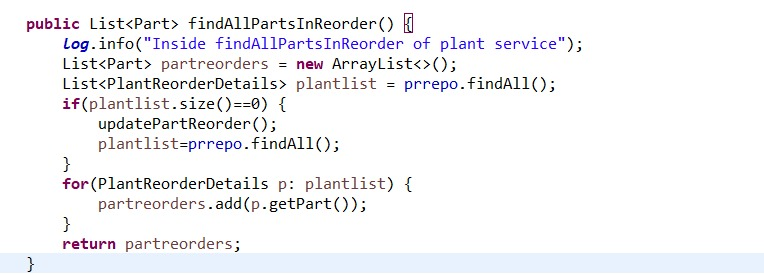 public List<Part> findAllPartsInReorder() {
    log.info("Inside findAllPartsInReorder of plant service");
    List<Part> partreorders = new ArrayList<>();
    List<PlantReorderDetails> plantlist = prrepo.findAll();
    if(plantlist.size()==0) {
        updatePartReorder();
        plantlist=prrepo.findAll();
    }
    for(PlantReorderDetails p: plantlist) {
        partreorders.add(p.getPart());
    }
    return partreorders;
}